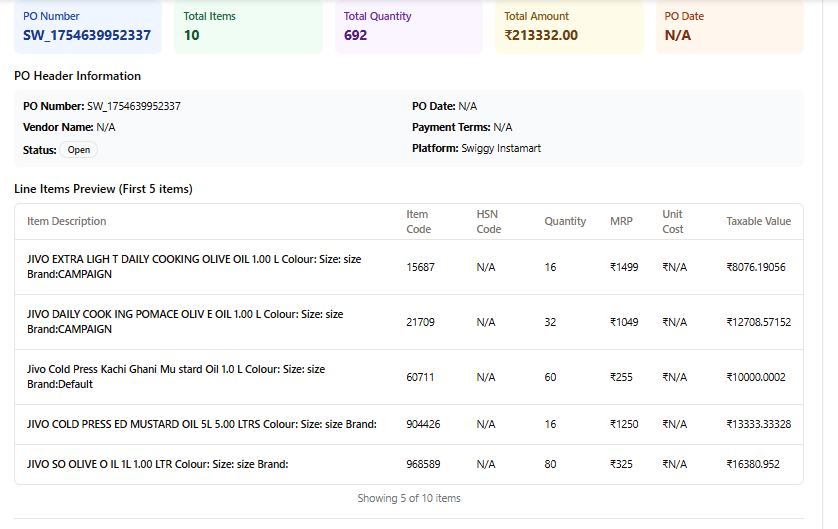 PO Number
SW_1754639952337
Total Items
10
Total Quantity
692
Total Amount
₹213332.00
PO Date
N/A
PO Header Information
PO Number: SW_1754639952337
PO Date: N/A
Vendor Name: N/A
Payment Terms: N/A
Status: Open
Platform: Swiggy Instamart
Line Items Preview (First 5 items)
Item Description Item Code HSN Code Quantity MRP Unit Cost Taxable Value
JIVO EXTRA LIGH T DAILY COOKING OLIVE OIL 1.00 L Colour: Size: size
Brand:CAMPAIGN
15687 N/A 16 ₹1499 ₹N/A ₹8076.19056
JIVO DAILY COOK ING POMACE OLIV E OIL 1.00 L Colour: Size: size
Brand:CAMPAIGN
21709 N/A 32 ₹1049 ₹N/A ₹12708.57152
Jivo Cold Press Kachi Ghani Mu stard Oil 1.0 L Colour: Size: size
Brand:Default
60711 N/A 60 ₹255 ₹N/A ₹10000.0002
JIVO COLD PRESS ED MUSTARD OIL 5L 5.00 LTRS Colour: Size: size Brand: 904426 N/A 16 ₹1250 ₹N/A ₹13333.33328
JIVO SO OLIVE O IL 1L 1.00 LTR Colour: Size: size Brand: 968589 N/A 80 ₹325 ₹N/A ₹16380.952
Showing 5 of 10 items